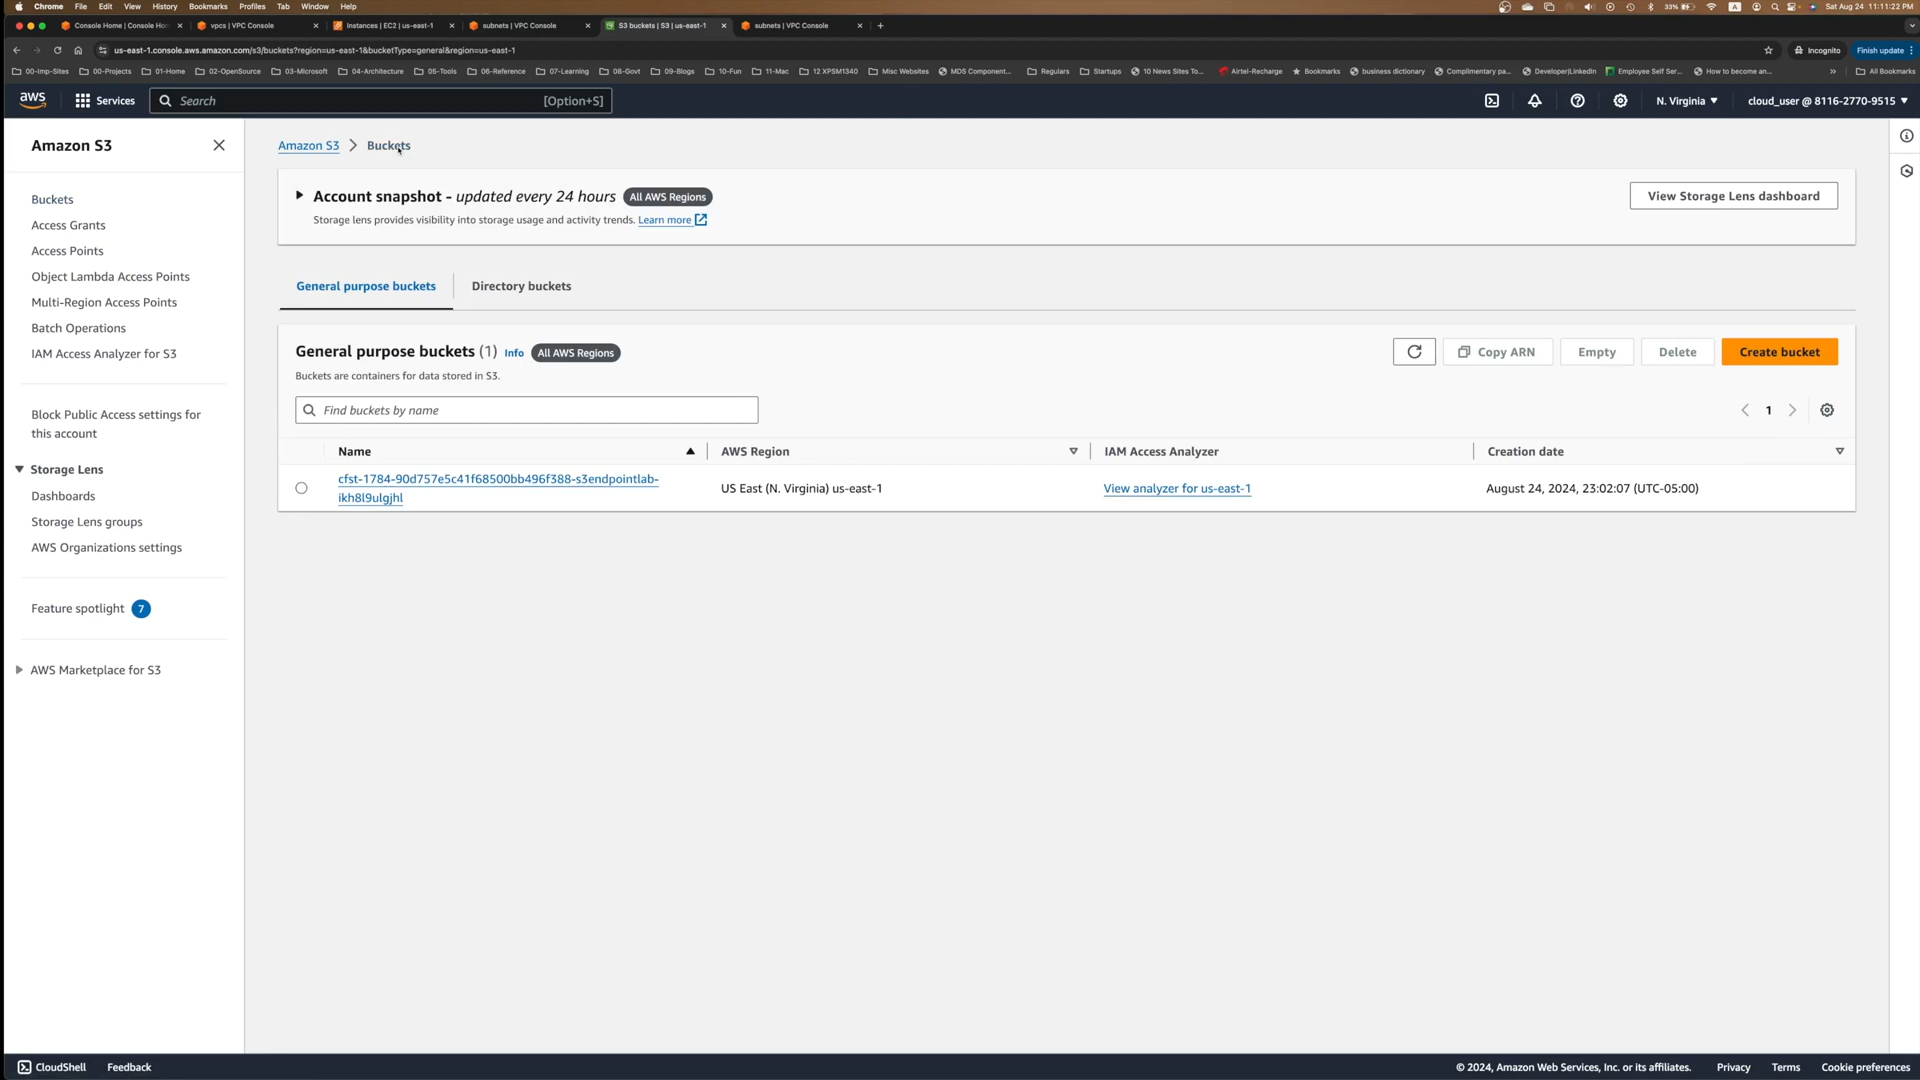 Chrome File Edit View History Bookmarks Profiles Tab Window Help
33% A Sat Aug 24 11:11:22 PM
Console Home | Console Ho
vpcs | VPC Console
Instances | EC2 | us-east-1
subnets | VPC Console
S3 buckets | S3 | us-east-1
subnets | VPC Console
us-east-1.console.aws.amazon.com/s3/buckets?region=us-east-1&bucketType=general&region=us-east-1
Incognito
Finish update
00-Imp-Sites 00-Projects 01-Home 02-OpenSource 03-Microsoft 04-Architecture 05-Tools 06-Reference 07-Learning 08-Govt 09-Blogs 10-Fun 11-Mac 12 XPSM1340 Misc Websites MDS Component... Regulars Startups 10 News Sites To... Airtel-Recharge Bookmarks business dictionary Complimentary pa... Developer|LinkedIn Employee Self Ser... How to become an... » All Bookmarks
aws Services Search [Option+S] N. Virginia cloud_user @ 8116-2770-9515
Amazon S3
Buckets
Access Grants
Access Points
Object Lambda Access Points
Multi-Region Access Points
Batch Operations
IAM Access Analyzer for S3
Block Public Access settings for
this account
Storage Lens
Dashboards
Storage Lens groups
AWS Organizations settings
Feature spotlight 7
AWS Marketplace for S3
Amazon S3 > Buckets
Account snapshot - updated every 24 hours All AWS Regions
Storage lens provides visibility into storage usage and activity trends. Learn more
View Storage Lens dashboard
General purpose buckets
Directory buckets
General purpose buckets (1) Info All AWS Regions
Buckets are containers for data stored in S3.
Copy ARN
Empty
Delete
Create bucket
Find buckets by name
1
Name AWS Region IAM Access Analyzer Creation date
cfst-1784-90d757e5c41f68500bb496f388-s3endpointlab-
ikh8l9ulgjhl
US East (N. Virginia) us-east-1
View analyzer for us-east-1
August 24, 2024, 23:02:07 (UTC-05:00)
CloudShell Feedback
© 2024, Amazon Web Services, Inc. or its affiliates. Privacy Terms Cookie preferences